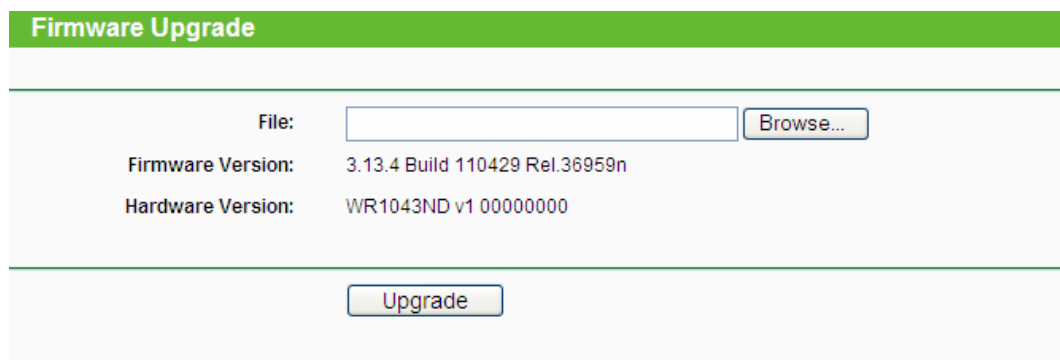 Firmware Upgrade
File: Browse...
Firmware Version: 3.13.4 Build 110429 Rel.36959n
Hardware Version: WR1043ND v1 00000000
Upgrade